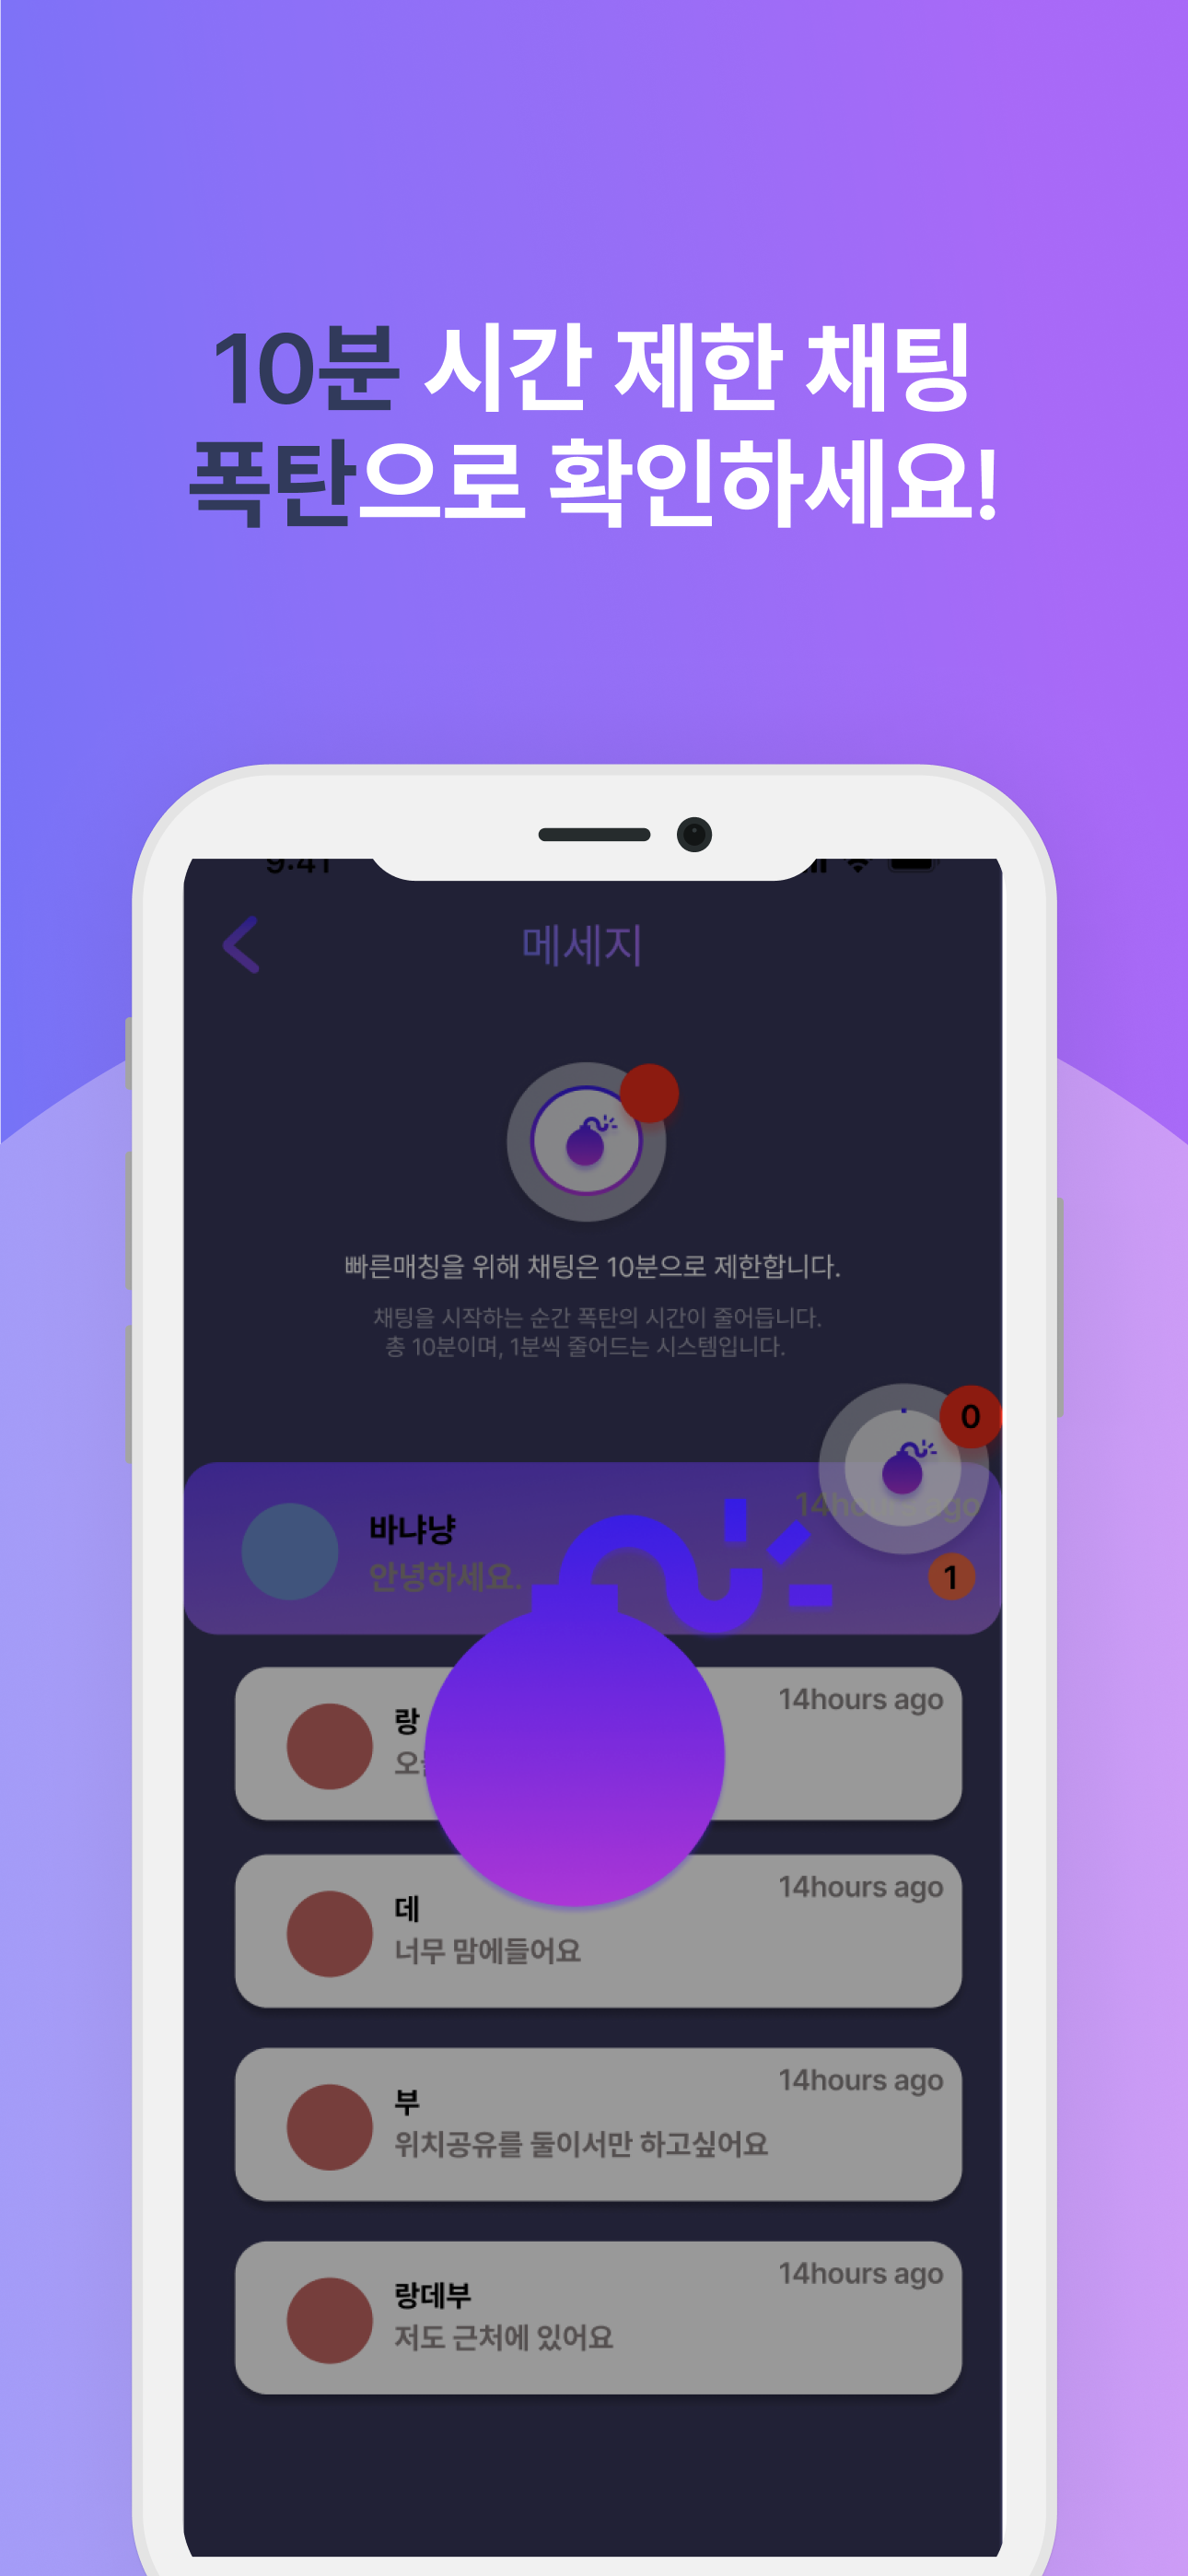 10분 시간 제한 채팅
폭탄으로 확인하세요!
9:41
메세지
빠른매칭을 위해 채팅은 10분으로 제한합니다.
채팅을 시작하는 순간 폭탄의 시간이 줄어듭니다.
총 10분이며, 1분씩 줄어드는 시스템입니다.
0
바냐냥
14hours ago
안녕하세요.
1
랑
14hours ago
데
14hours ago
너무 맘에들어요
부
14hours ago
위치공유를 둘이서만 하고싶어요
랑데부
14hours ago
저도 근처에 있어요